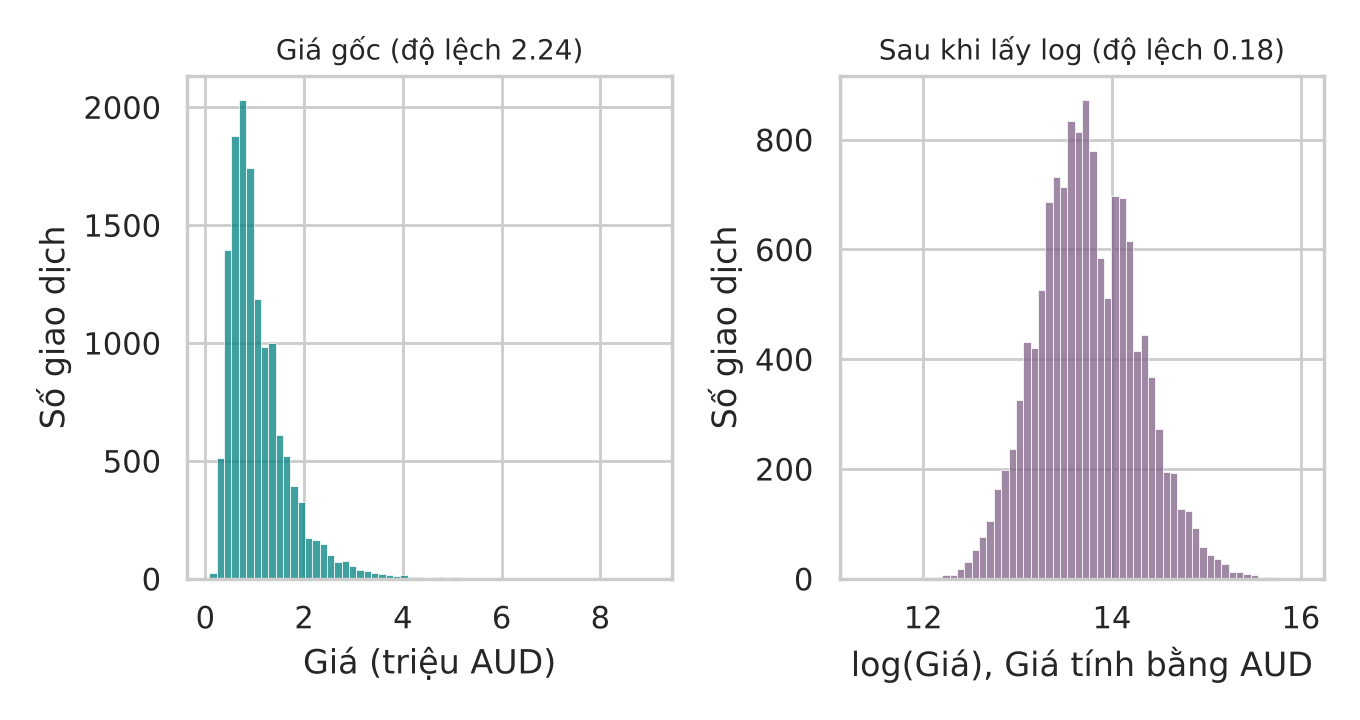 Giá gốc (độ lệch 2.24)
2000
1500
1000
500
0
Số giao dịch
0 2 4 6 8
Giá (triệu AUD)
Sau khi lấy log (độ lệch 0.18)
800
600
400
200
0
Số giao dịch
12 14 16
log(Giá), Giá tính bằng AUD